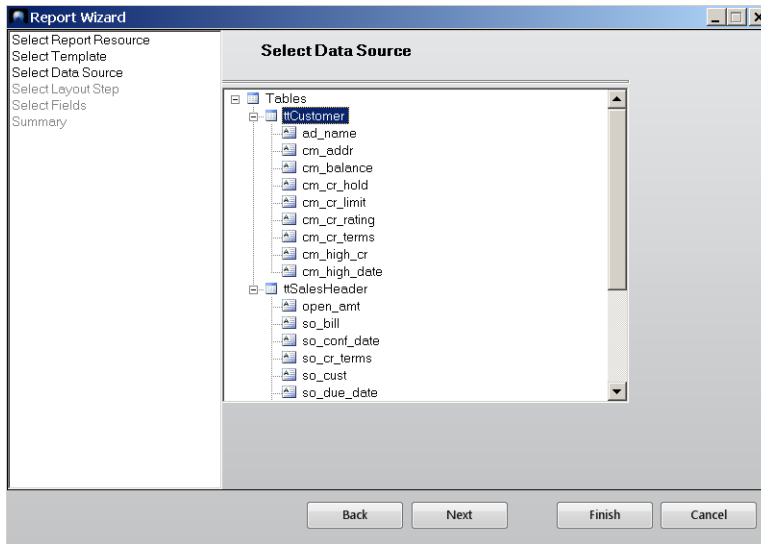 Report Wizard
Select Report Resource
Select Template
Select Data Source
Select Layout Step
Select Fields
Summary
Select Data Source
Tables
ttCustomer
ad_name
cm_addr
cm_balance
cm_cr_hold
cm_cr_limit
cm_cr_rating
cm_cr_terms
cm_high_cr
cm_high_date
ttSalesHeader
open_amt
so_bill
so_conf_date
so_cr_terms
so_cust
so_due_date
Back Next Finish Cancel